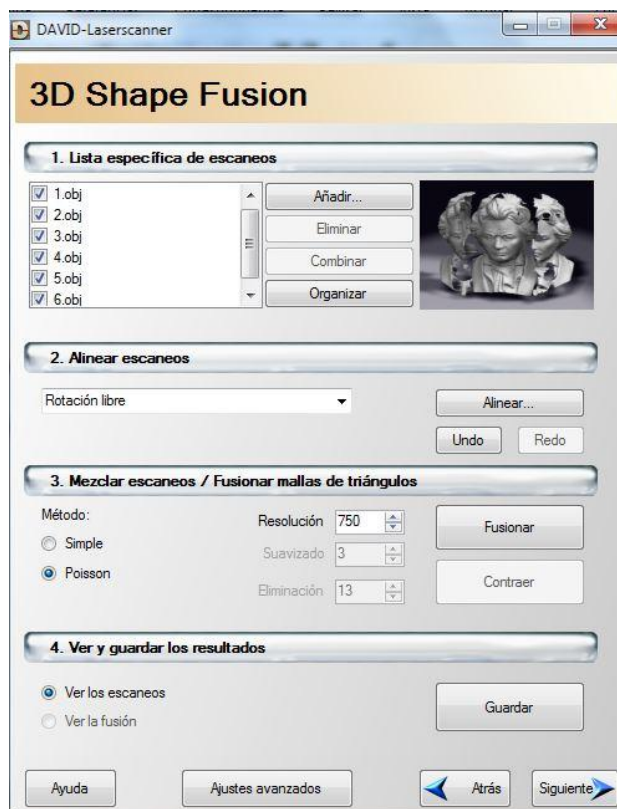 DAVID-Laserscanner
3D Shape Fusion
1. Lista específica de escaneos
1.obj
2.obj
3.obj
4.obj
5.obj
6.obj
Añadir...
Eliminar
Combinar
Organizar
2. Alinear escaneos
Rotación libre
Alinear...
Undo
Redo
3. Mezclar escaneos / Fusionar mallas de triángulos
Método:
Simple
Poisson
Resolución 750
Suavizado 3
Eliminación 13
Fusionar
Contraer
4. Ver y guardar los resultados
Ver los escaneos
Ver la fusión
Guardar
Ayuda
Ajustes avanzados
Atrás
Siguiente